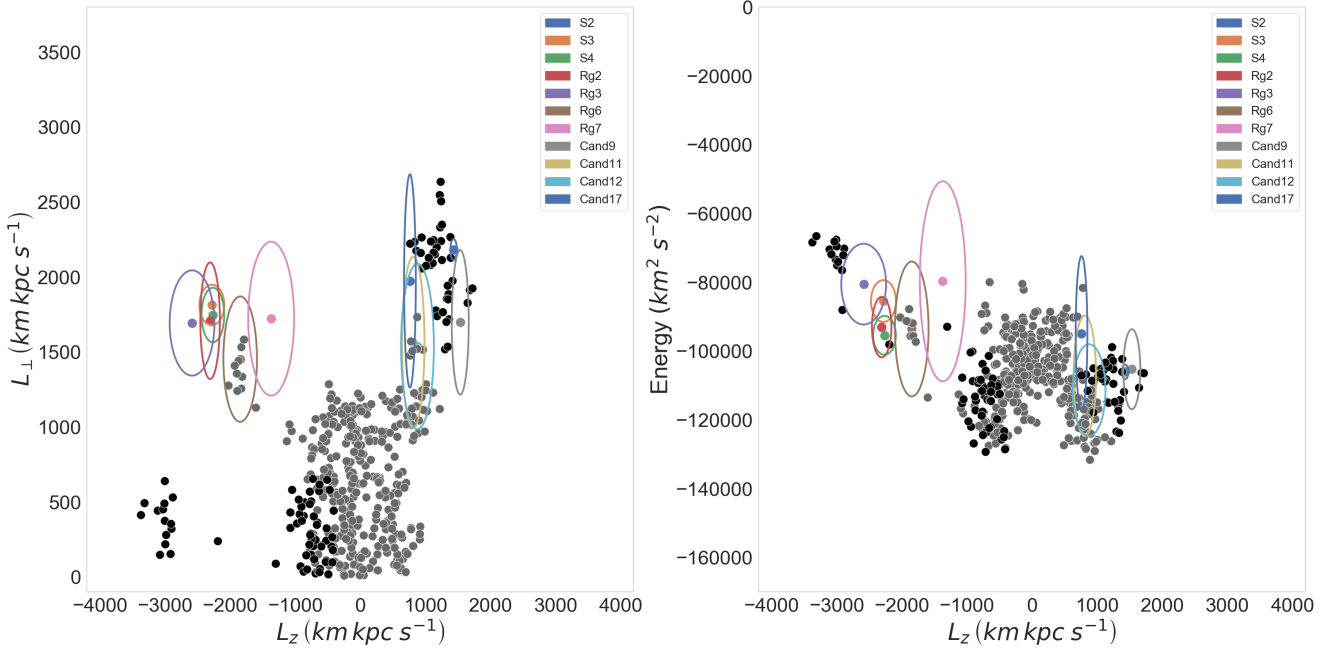 3500
3000
2500
2000
1500
1000
500
0
L⊥ (km kpc s−1)
−4000 −3000 −2000 −1000 0 1000 2000 3000 4000
Lz (km kpc s−1)
S2
S3
S4
Rg2
Rg3
Rg6
Rg7
Cand9
Cand11
Cand12
Cand17
0
−20000
−40000
−60000
−80000
−100000
−120000
−140000
−160000
Energy (km2 s−2)
−4000 −3000 −2000 −1000 0 1000 2000 3000 4000
Lz (km kpc s−1)
S2
S3
S4
Rg2
Rg3
Rg6
Rg7
Cand9
Cand11
Cand12
Cand17